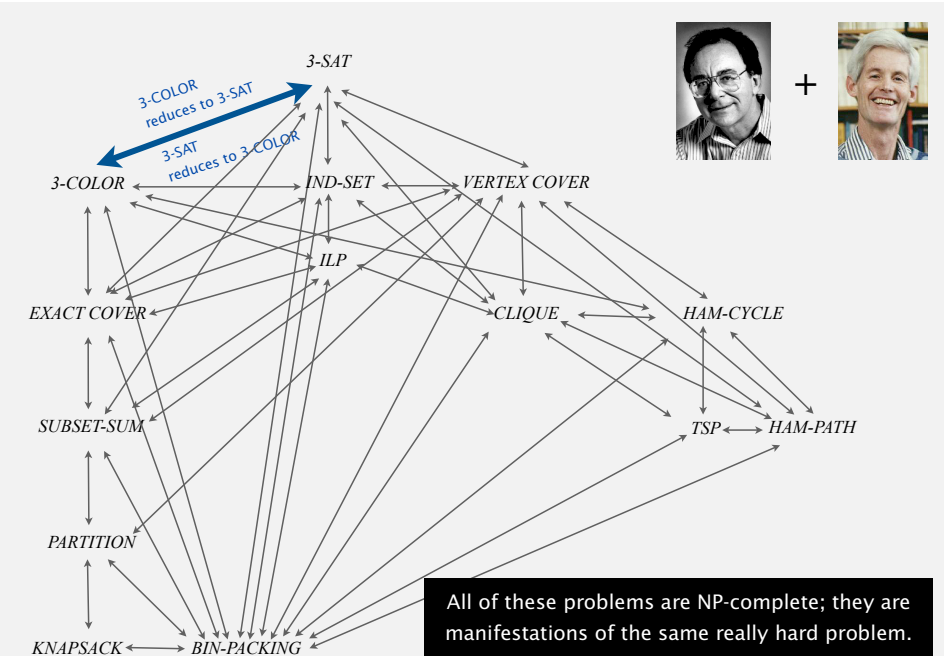 3-SAT
+
3-COLOR
reduces to 3-SAT
3-SAT
reduces to 3-COLOR
3-COLOR
IND-SET
VERTEX COVER
ILP
EXACT COVER
CLIQUE
HAM-CYCLE
SUBSET-SUM
TSP
HAM-PATH
PARTITION
All of these problems are NP-complete; they are
manifestations of the same really hard problem.
KNAPSACK
BIN-PACKING